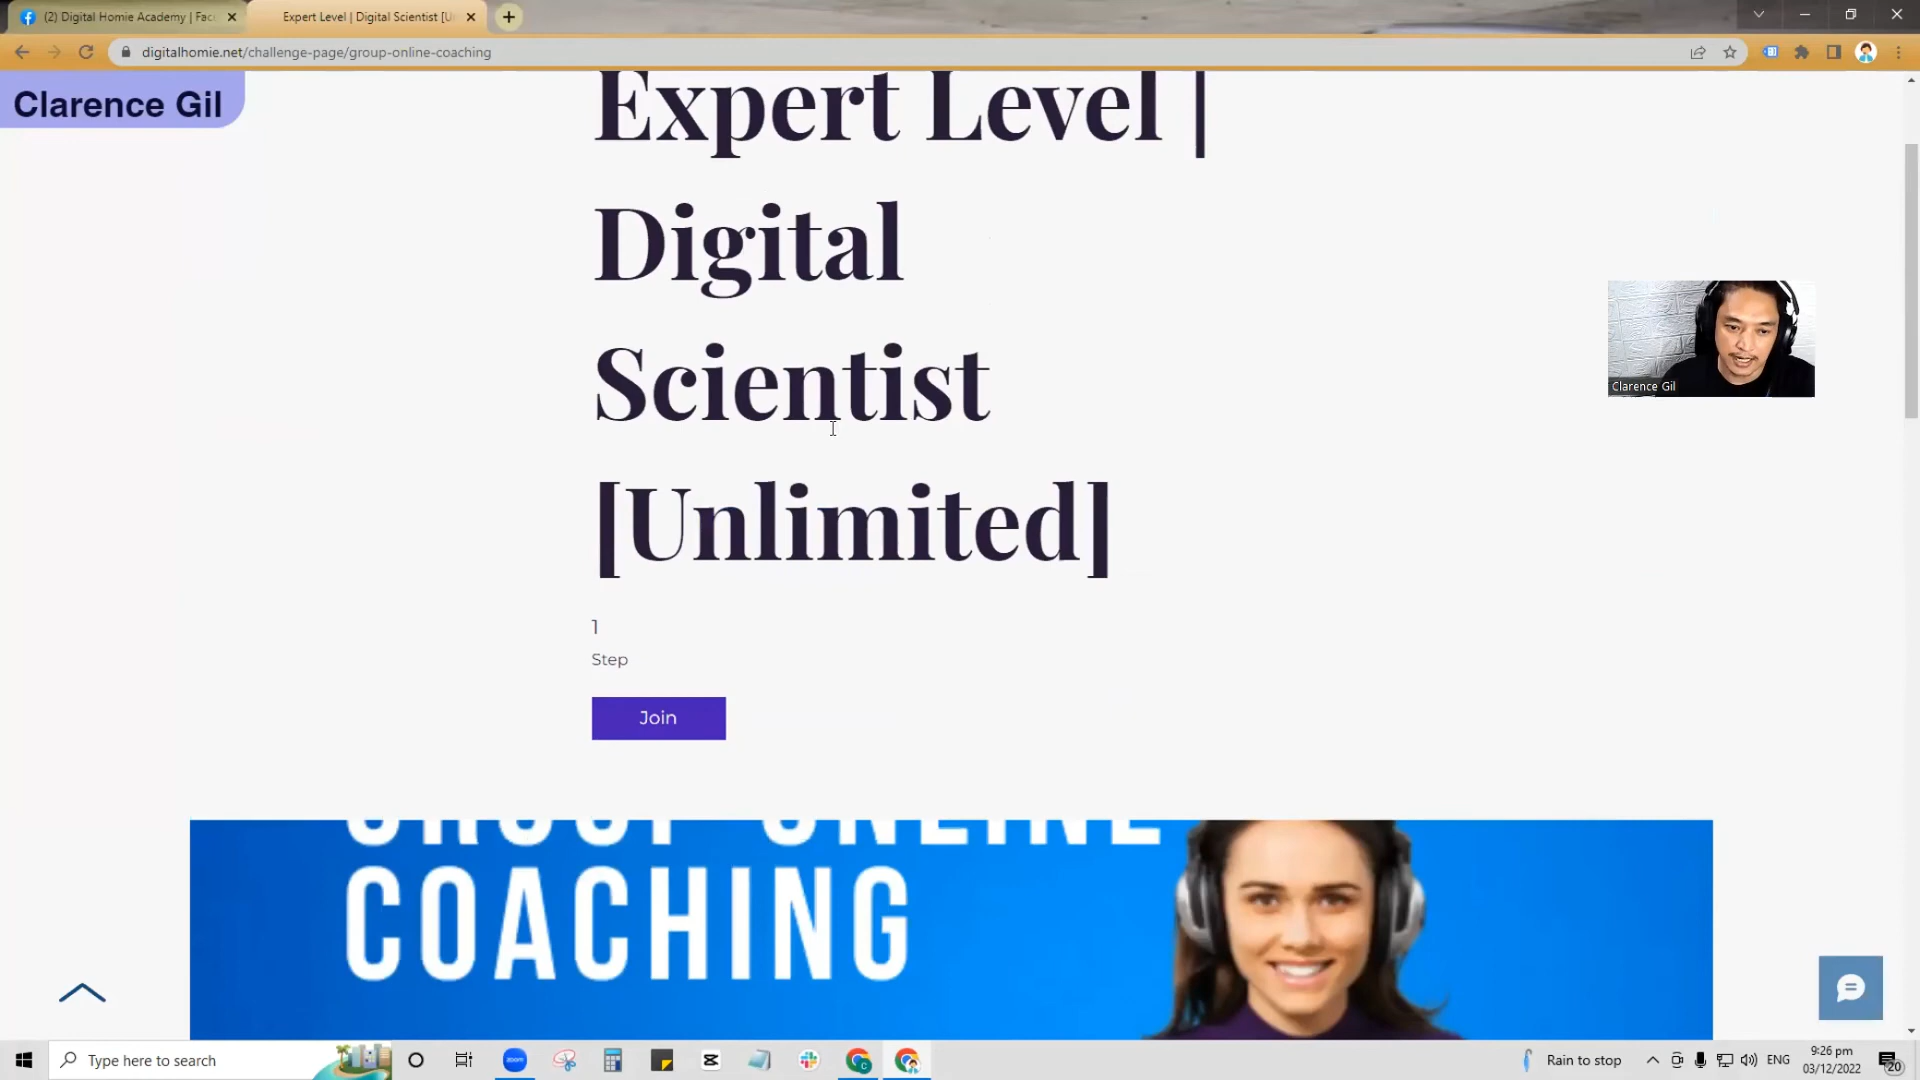 (2) Digital Homie Academy | Fac
Expert Level | Digital Scientist [U
digitalhomie.net/challenge-page/group-online-coaching
Clarence Gil
Expert Level |
Digital
Scientist
[Unlimited]
Clarence Gil
1
Step
Join
GROUP ONLINE
COACHING
Type here to search
zoom
Rain to stop
ENG
9:26 pm
03/12/2022
20